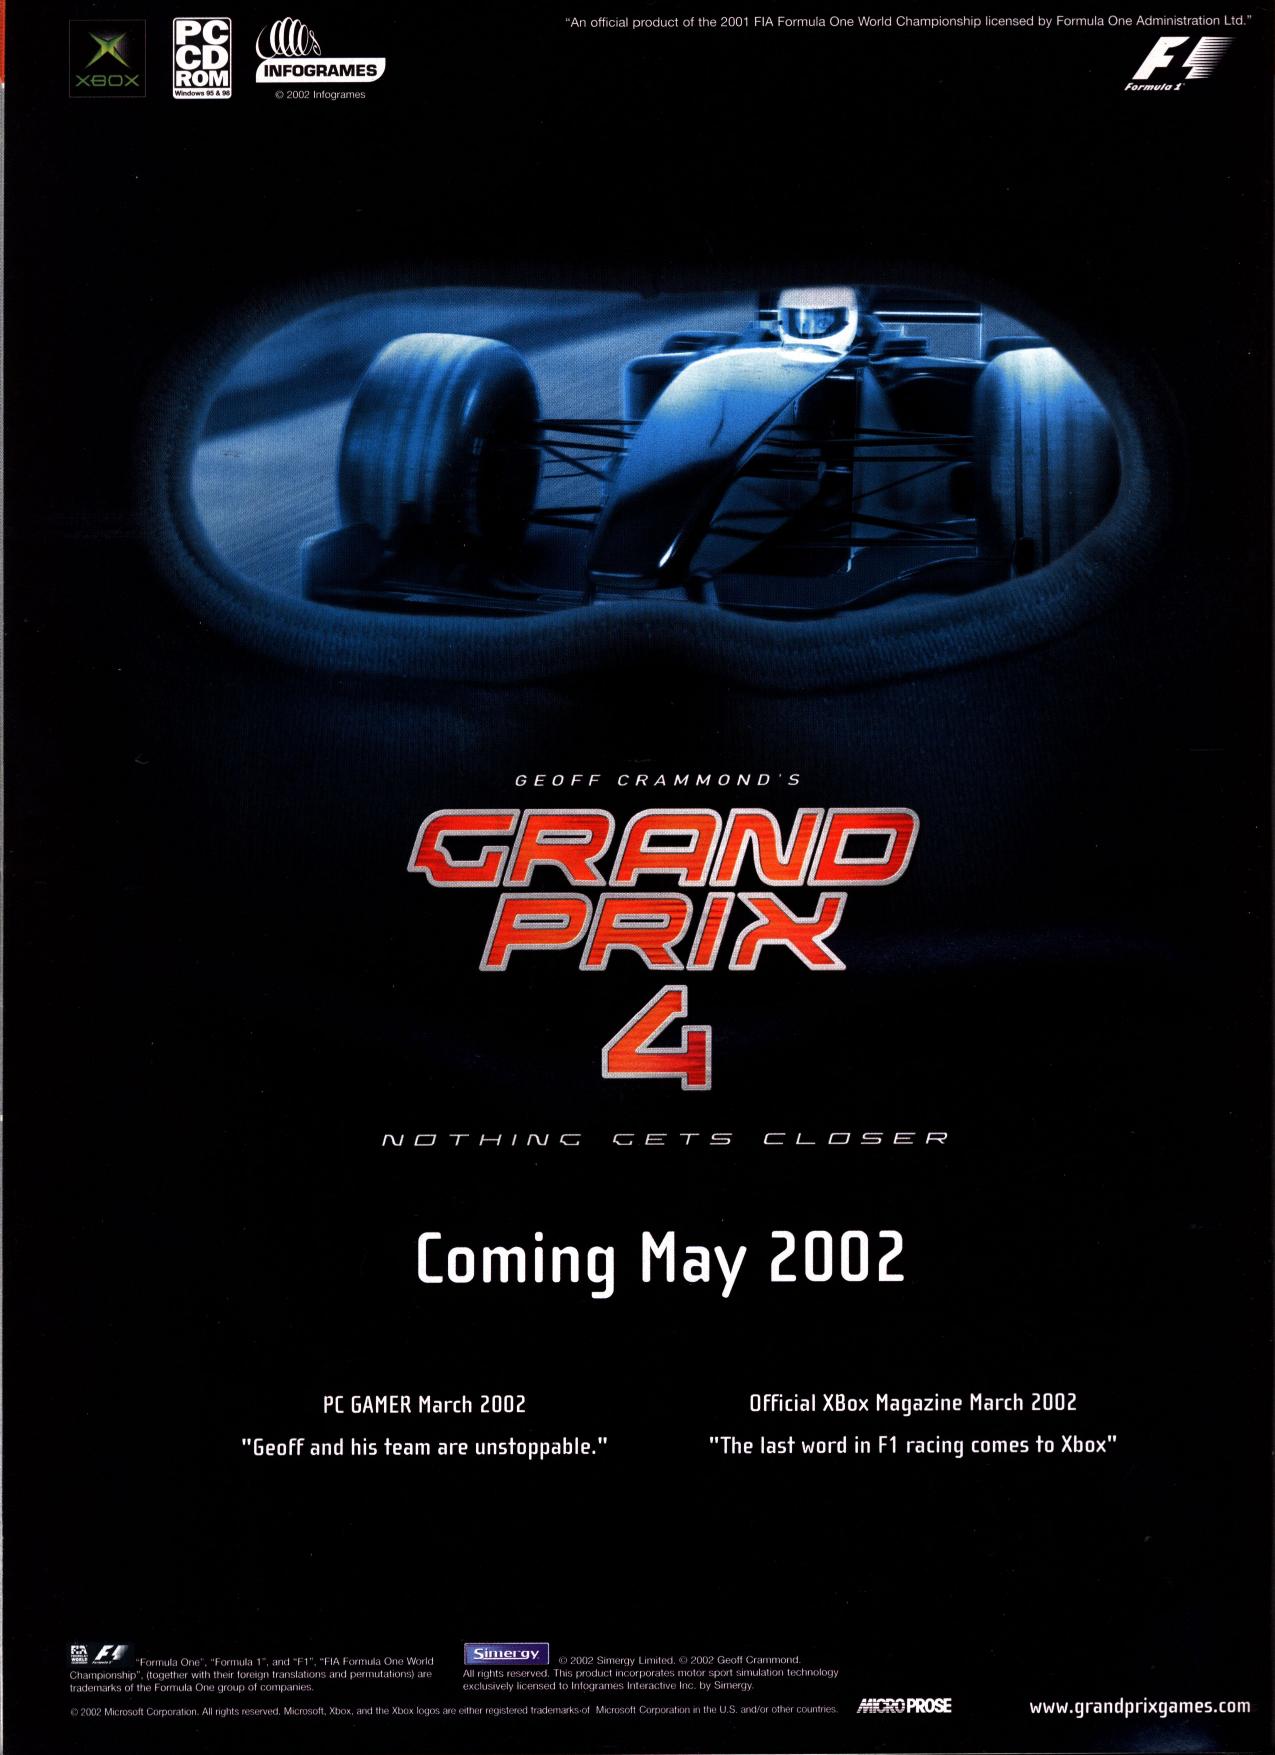 "An official product of the 2001 FIA Formula One World Championship licensed by Formula One Administration Ltd."
XBOX
PC
CD
ROM
Windows 95 & 98
INFOGRAMES
© 2002 Infogrames
F1
Formula 1
GEOFF CRAMMOND'S
GRAND
PRIX
4
NOTHING GETS CLOSER
Coming May 2002
PC GAMER March 2002
"Geoff and his team are unstoppable."
Official XBox Magazine March 2002
"The last word in F1 racing comes to Xbox"
F1
"Formula One", "Formula 1", and "F1", "FIA Formula One World
Championship", (together with their foreign translations and permutations) are
trademarks of the Formula One group of companies.
Simergy
© 2002 Simergy Limited. © 2002 Geoff Crammond.
All rights reserved. This product incorporates motor sport simulation technology
exclusively licensed to Infogrames Interactive Inc. by Simergy.
© 2002 Microsoft Corporation. All rights reserved. Microsoft, Xbox, and the Xbox logos are either registered trademarks of Microsoft Corporation in the U.S. and/or other countries.
MICROPROSE
www.grandprixgames.com